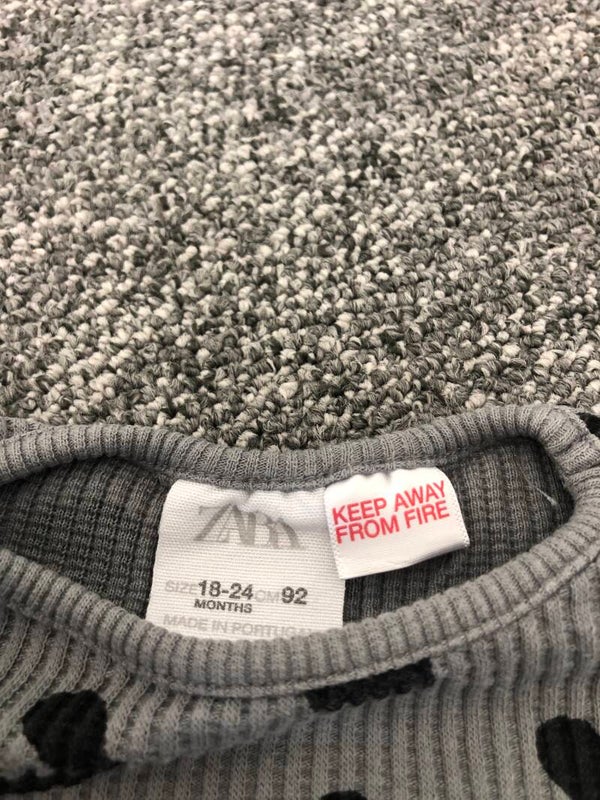 ZARA
SIZE 18-24 CM 92
MONTHS
MADE IN PORTUGAL
KEEP AWAY
FROM FIRE